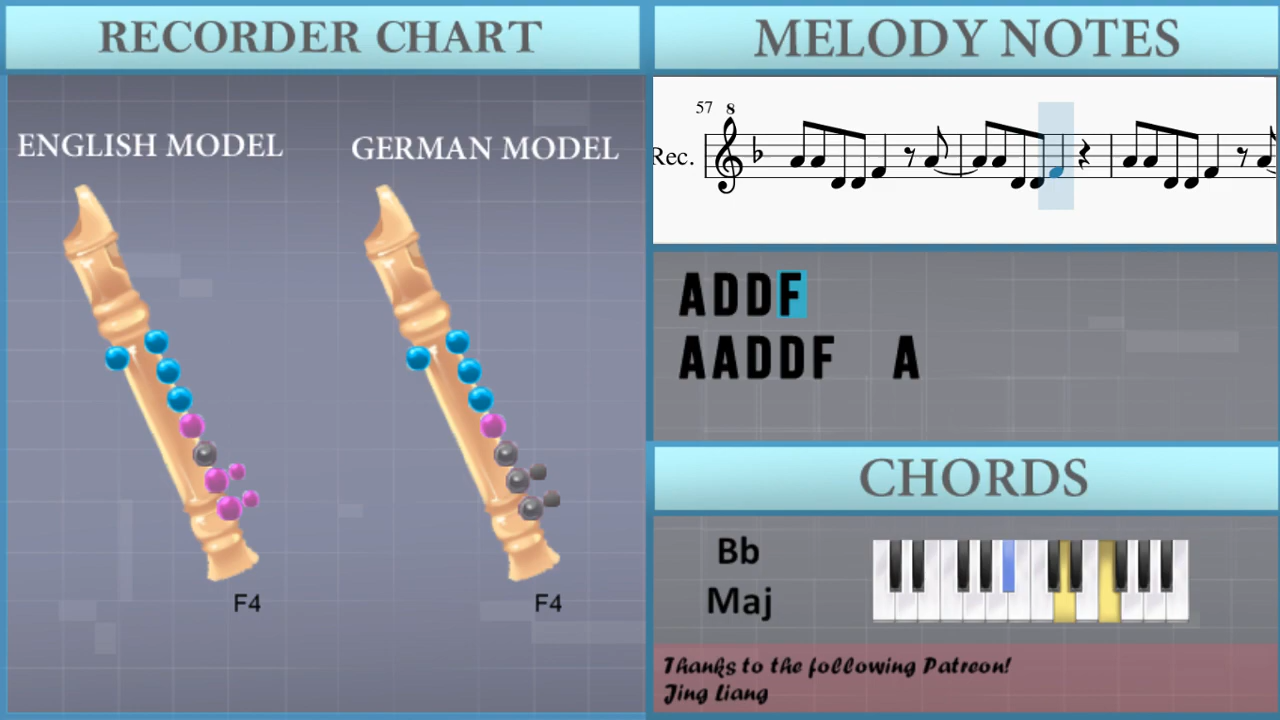 RECORDER CHART
ENGLISH MODEL
GERMAN MODEL
F4
F4
MELODY NOTES
57
8
Rec.
ADDF
AADDF A
CHORDS
Bb
Maj
Thanks to the following Patreon!
Jing Liang